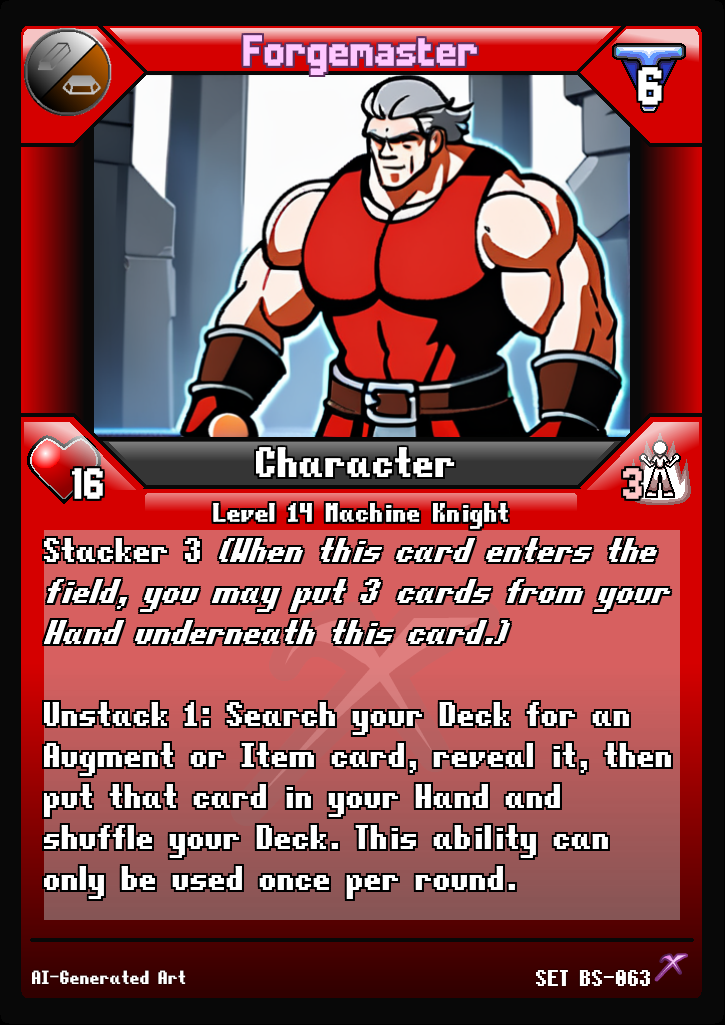 Forgemaster
6
Character
16
3
Level 14 Machine Knight
Stacker 3 (When this card enters the
field, you may put 3 cards from your
Hand underneath this card.)
Unstack 1: Search your Deck for an
Augment or Item card, reveal it, then
put that card in your Hand and
shuffle your Deck. This ability can
only be used once per round.
AI-Generated Art
SET BS-063